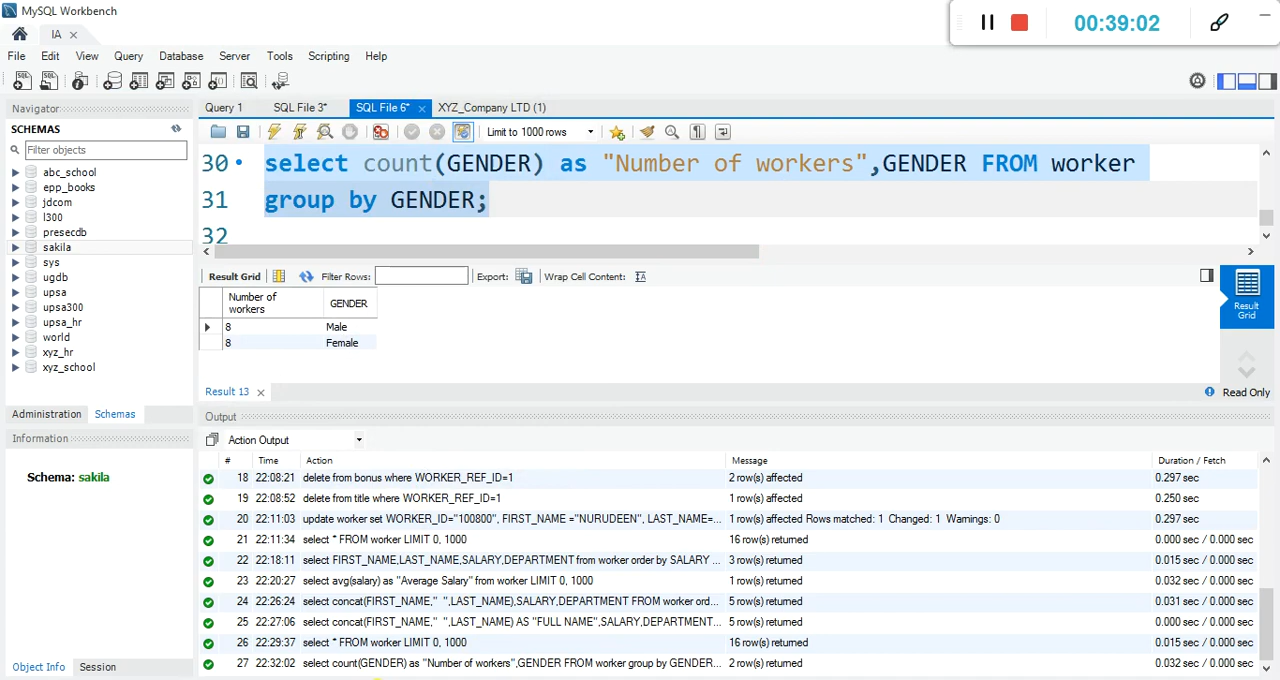 MySQL Workbench
00:39:02
IA
File Edit View Query Database Server Tools Scripting Help
Navigator
SCHEMAS
Filter objects
abc_school
epp_books
jdcom
l300
presecdb
sakila
sys
ugdb
upsa
upsa300
upsa_hr
world
xyz_hr
xyz_school
Administration Schemas
Information
Schema: sakila
Object Info Session
Query 1 SQL File 3* SQL File 6* XYZ_Company LTD (1)
Limit to 1000 rows
30 select count(GENDER) as "Number of workers",GENDER FROM worker
31 group by GENDER;
32
Result Grid Filter Rows: Export: Wrap Cell Content:
Number of workers GENDER
8 Male
8 Female
Result Grid
Result 13
Read Only
Output
Action Output
# Time Action Message Duration / Fetch
18 22:08:21 delete from bonus where WORKER_REF_ID=1 2 row(s) affected 0.297 sec
19 22:08:52 delete from title where WORKER_REF_ID=1 1 row(s) affected 0.250 sec
20 22:11:03 update worker set WORKER_ID="100800", FIRST_NAME ="NURUDEEN", LAST_NAME=... 1 row(s) affected Rows matched: 1 Changed: 1 Warnings: 0 0.297 sec
21 22:11:34 select * FROM worker LIMIT 0, 1000 16 row(s) returned 0.000 sec / 0.000 sec
22 22:18:11 select FIRST_NAME,LAST_NAME,SALARY,DEPARTMENT from worker order by SALARY ... 3 row(s) returned 0.015 sec / 0.000 sec
23 22:20:27 select avg(salary) as "Average Salary" from worker LIMIT 0, 1000 1 row(s) returned 0.032 sec / 0.000 sec
24 22:26:24 select concat(FIRST_NAME," ",LAST_NAME),SALARY,DEPARTMENT FROM worker ord... 5 row(s) returned 0.031 sec / 0.000 sec
25 22:27:06 select concat(FIRST_NAME," ",LAST_NAME) AS "FULL NAME",SALARY,DEPARTMENT... 5 row(s) returned 0.000 sec / 0.000 sec
26 22:29:37 select * FROM worker LIMIT 0, 1000 16 row(s) returned 0.015 sec / 0.000 sec
27 22:32:02 select count(GENDER) as "Number of workers",GENDER FROM worker group by GENDER... 2 row(s) returned 0.032 sec / 0.000 sec